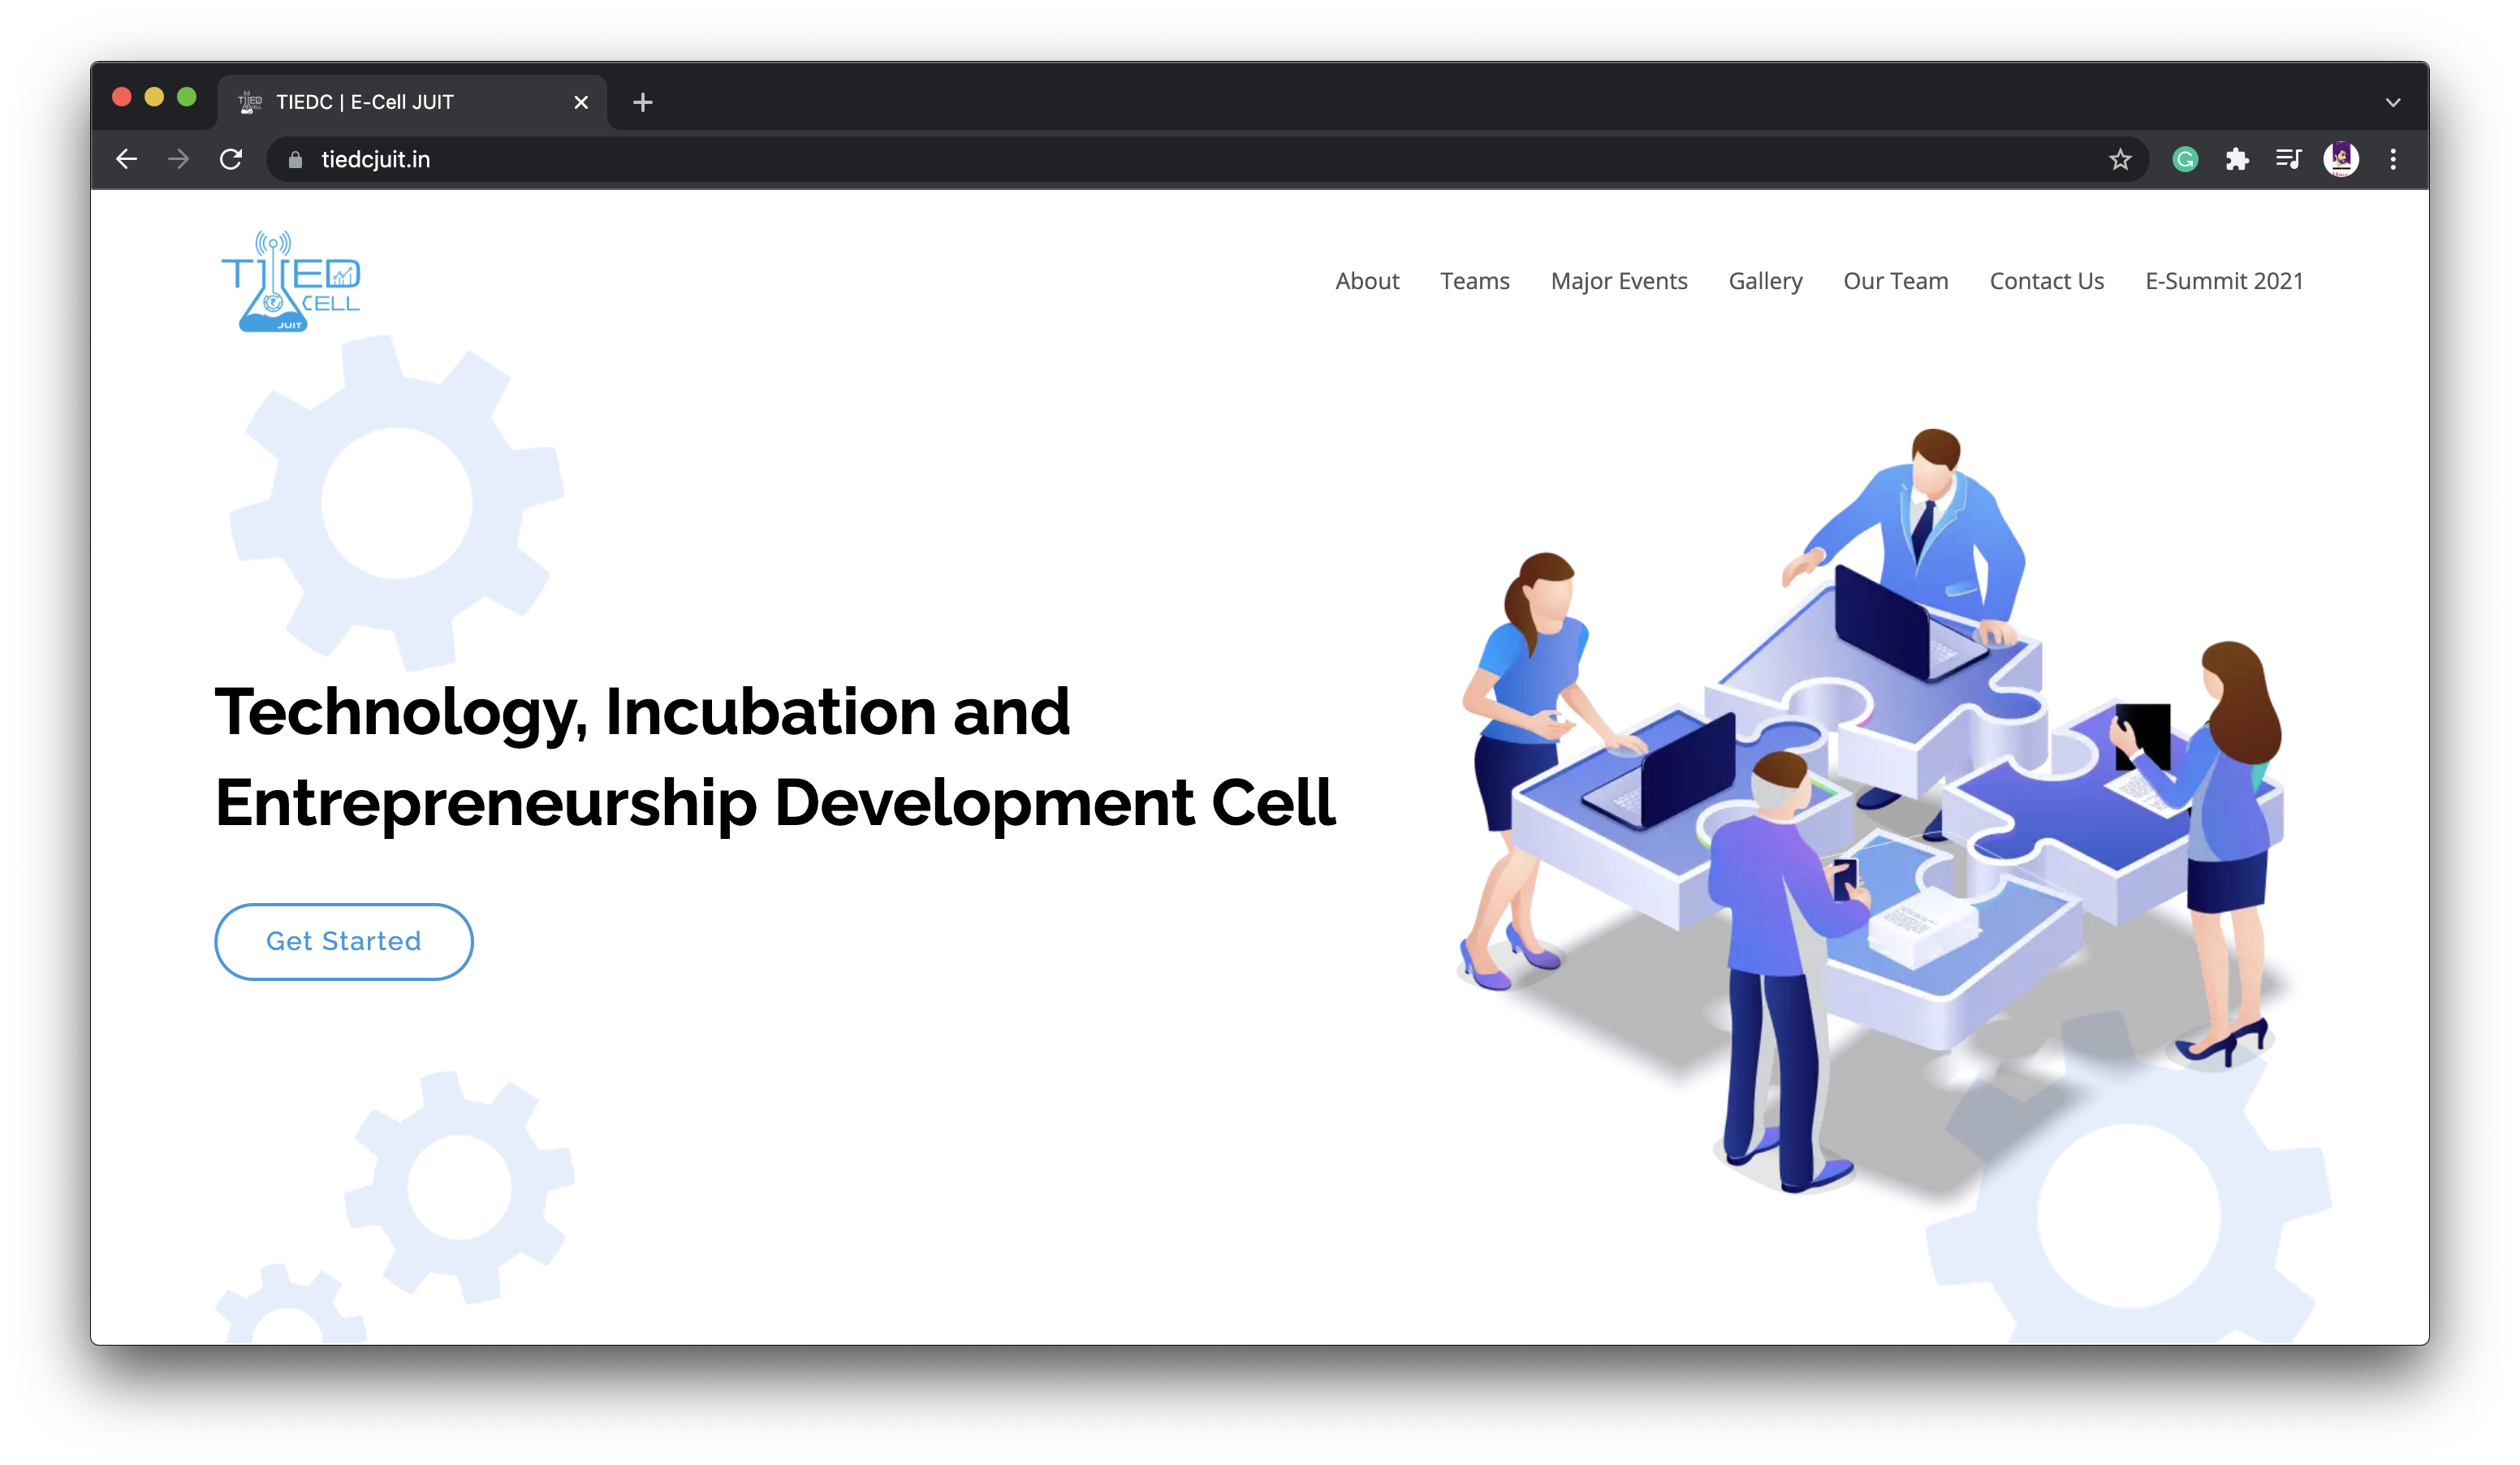 TIEDC | E-Cell JUIT
tiedcjuit.in
TIED
CELL
JUIT
About Teams Major Events Gallery Our Team Contact Us E-Summit 2021
Technology, Incubation and
Entrepreneurship Development Cell
Get Started